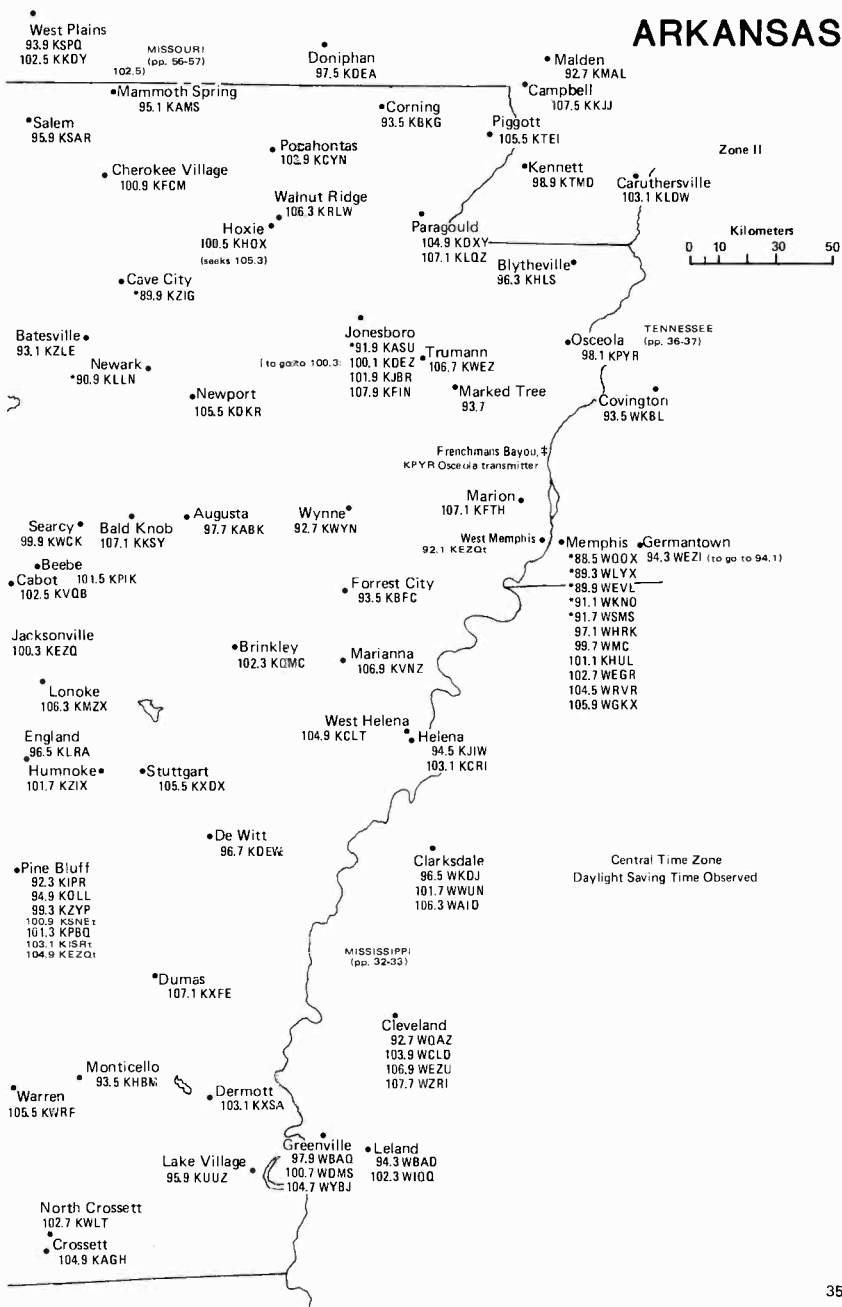 ARKANSAS
West Plains
93.9 KSPQ
102.5 KKDY
MISSOURI
(pp. 56-57)
102.5)
Doniphan
97.5 KDEA
Malden
92.7 KMAL
Mammoth Spring
95.1 KAMS
Campbell
107.5 KKJJ
Salem
95.9 KSAR
Corning
93.5 KBKG
Piggott
105.5 KTEI
Pocahontas
103.9 KCYN
Zone II
Cherokee Village
100.9 KFCM
Kennett
98.9 KTMD
Caruthersville
103.1 KLDW
Walnut Ridge
106.3 KRLW
Hoxie
100.5 KHOX
(seeks 105.3)
Paragould
104.9 KDXY
107.1 KLQZ
Kilometers
0 10 30 50
Blytheville
96.3 KHLS
Cave City
*89.9 KZIG
Batesville
93.1 KZLE
Newark
*90.9 KLLN
Jonesboro
*91.9 KASU
[to go to 100.3: 100.1 KDEZ
101.9 KJBR
107.9 KFIN
Trumann
106.7 KWEZ
Osceola
98.1 KPYR
TENNESSEE
(pp. 36-37)
Newport
105.5 KDKR
Marked Tree
93.7
Covington
93.5 WKBL
Frenchmans Bayou, ‡
KPYR Osceola transmitter
Marion
107.1 KFTH
Searcy
99.9 KWCK
Bald Knob
107.1 KKSY
Augusta
97.7 KABK
Wynne
92.7 KWYN
West Memphis
92.1 KEZQt
Memphis
*88.5 WQOX
*89.3 WLYX
*89.9 WEVL
*91.1 WKNO
*91.7 WSMS
97.1 WHRK
99.7 WMC
101.1 KHUL
102.7 WEGR
104.5 WRVR
105.9 WGKX
Germantown
94.3 WEZI (to go to 94.1)
Beebe
101.5 KPIK
Cabot
102.5 KVQB
Forrest City
93.5 KBFC
Jacksonville
100.3 KEZQ
Brinkley
102.3 KQMC
Marianna
106.9 KVNZ
Lonoke
106.3 KMZX
West Helena
104.9 KCLT
Helena
94.5 KJIW
103.1 KCRI
England
96.5 KLRA
Humnoke
101.7 KZIX
Stuttgart
105.5 KXDX
De Witt
96.7 KDEW
Clarksdale
96.5 WKDJ
101.7 WWUN
106.3 WAID
Central Time Zone
Daylight Saving Time Observed
Pine Bluff
92.3 KIPR
94.9 KOLL
99.3 KZYP
100.9 KSNEt
101.3 KPBQ
103.1 KISRt
104.9 KEZQt
MISSISSIPPI
(pp. 32-33)
Dumas
107.1 KXFE
Cleveland
92.7 WQAZ
103.9 WCLD
106.9 WEZU
107.7 WZRI
Monticello
93.5 KHBM
Warren
105.5 KWRF
Dermott
103.1 KXSA
Greenville
97.9 WBAQ
100.7 WDMS
104.7 WYBJ
Leland
94.3 WBAD
102.3 WIQQ
Lake Village
95.9 KUUZ
North Crossett
102.7 KWLT
Crossett
104.9 KAGH
35